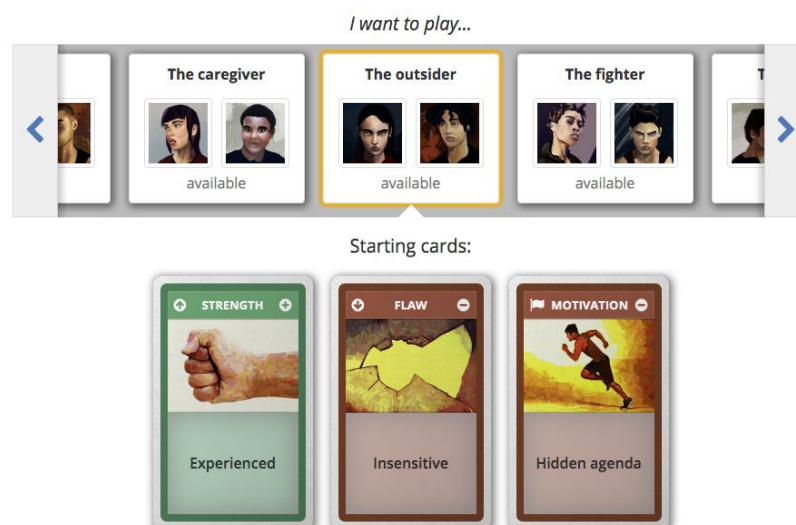 I want to play...
The caregiver
The outsider
The fighter
T
available
available
available
Starting cards:
STRENGTH
FLAW
MOTIVATION
Experienced
Insensitive
Hidden agenda